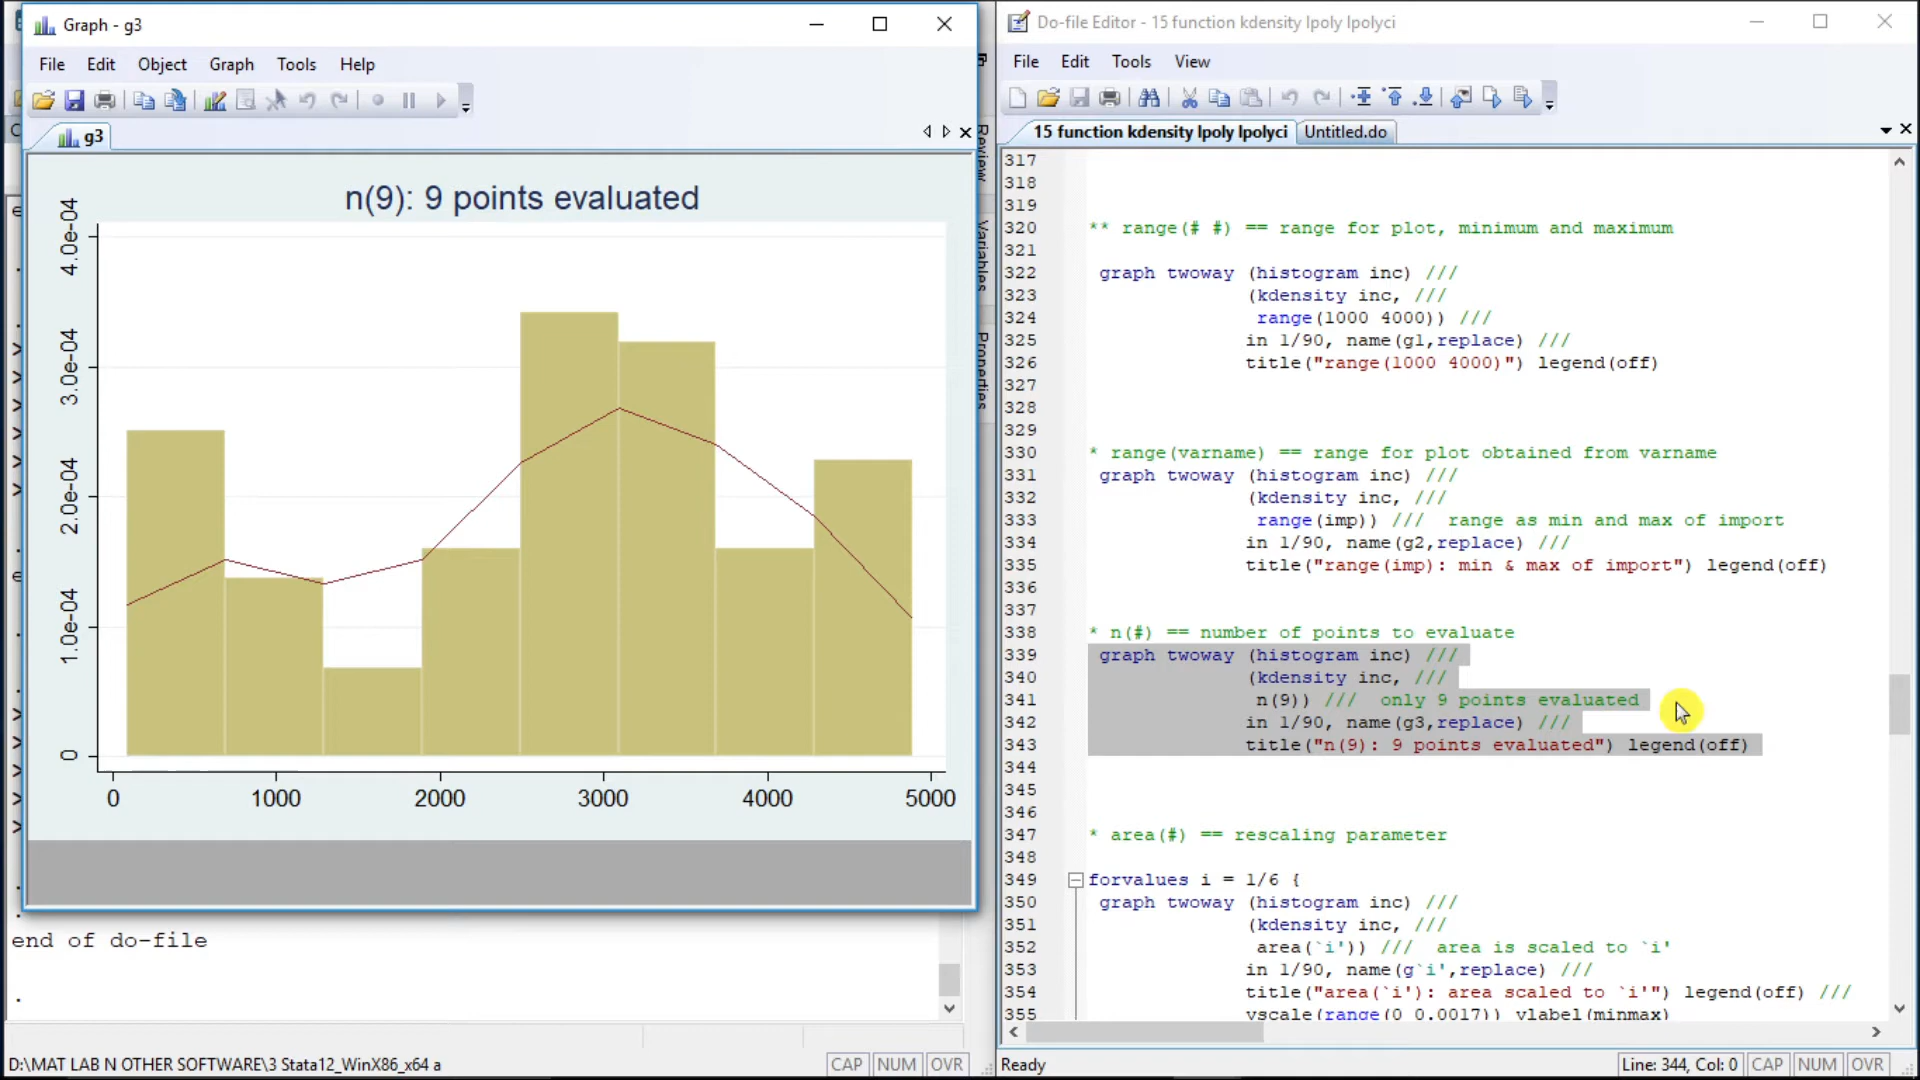 Graph - g3
File Edit Object Graph Tools Help
g3
n(9): 9 points evaluated
4.0e-04
3.0e-04
2.0e-04
1.0e-04
0
0 1000 2000 3000 4000 5000
Review
Variables
Properties
end of do-file
.
D:\MAT LAB N OTHER SOFTWARE\3 Stata12_WinX86_x64 a
CAP NUM OVR
Do-file Editor - 15 function kdensity lpoly lpolyci
File Edit Tools View
15 function kdensity lpoly lpolyci Untitled.do
317
318
319
320 ** range(# #) == range for plot, minimum and maximum
321
322 graph twoway (histogram inc) ///
323 (kdensity inc, ///
324 range(1000 4000)) ///
325 in 1/90, name(g1,replace) ///
326 title("range(1000 4000)") legend(off)
327
328
329
330 * range(varname) == range for plot obtained from varname
331 graph twoway (histogram inc) ///
332 (kdensity inc, ///
333 range(imp)) /// range as min and max of import
334 in 1/90, name(g2,replace) ///
335 title("range(imp): min & max of import") legend(off)
336
337
338 * n(#) == number of points to evaluate
339 graph twoway (histogram inc) ///
340 (kdensity inc, ///
341 n(9)) /// only 9 points evaluated
342 in 1/90, name(g3,replace) ///
343 title("n(9): 9 points evaluated") legend(off)
344
345
346
347 * area(#) == rescaling parameter
348
349 forvalues i = 1/6 {
350 graph twoway (histogram inc) ///
351 (kdensity inc, ///
352 area(`i')) /// area is scaled to `i'
353 in 1/90, name(g`i',replace) ///
354 title("area(`i'): area scaled to `i'") legend(off) ///
355 yscale(range(0 0.0017)) ylabel(minmax)
Ready
Line: 344, Col: 0 CAP NUM OVR